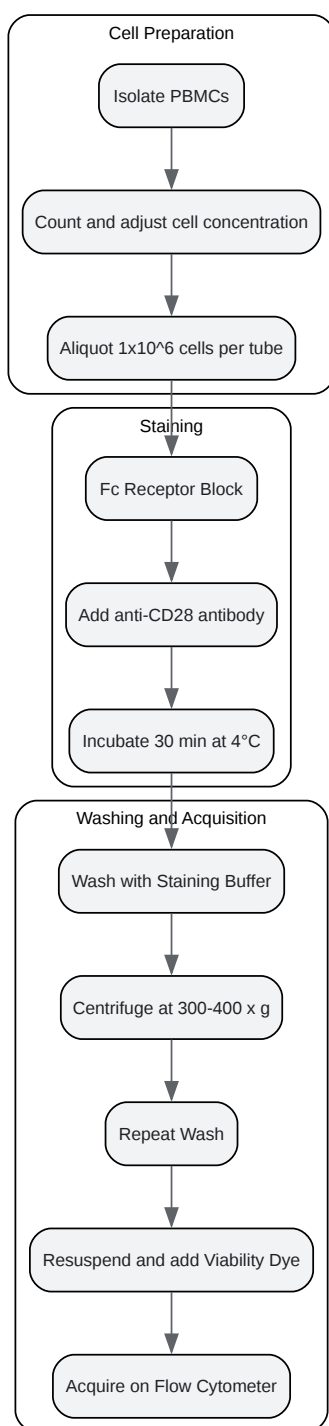 Cell Preparation
Isolate PBMCs
Count and adjust cell concentration
Aliquot 1x10^6 cells per tube
Staining
Fc Receptor Block
Add anti-CD28 antibody
Incubate 30 min at 4°C
Washing and Acquisition
Wash with Staining Buffer
Centrifuge at 300-400 x g
Repeat Wash
Resuspend and add Viability Dye
Acquire on Flow Cytometer